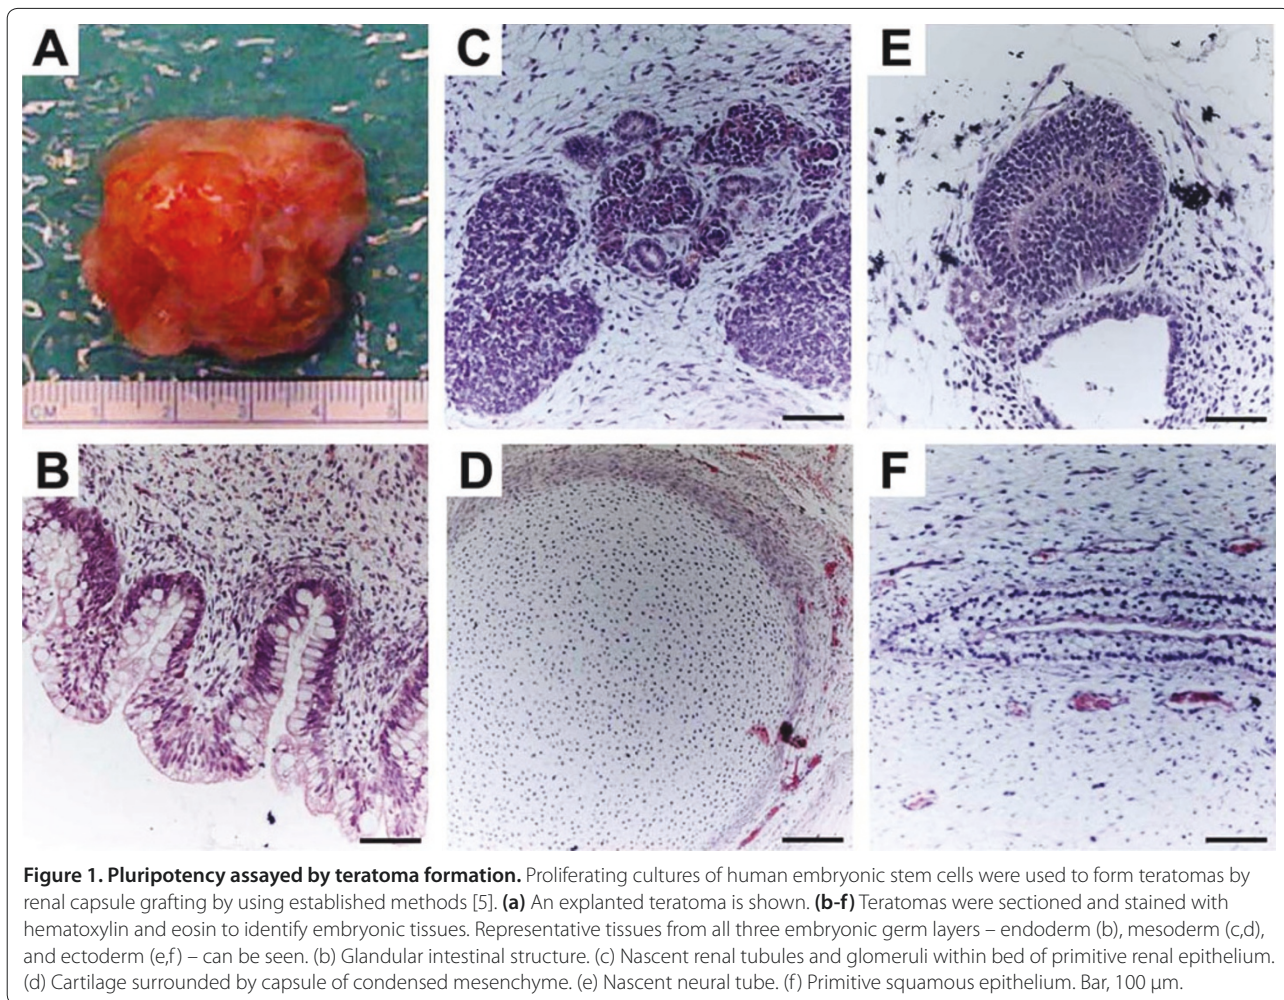 A
C
E
CM 1 2 3 4 5
B
D
F
Figure 1. Pluripotency assayed by teratoma formation. Proliferating cultures of human embryonic stem cells were used to form teratomas by
renal capsule grafting by using established methods [5]. (a) An explanted teratoma is shown. (b-f) Teratomas were sectioned and stained with
hematoxylin and eosin to identify embryonic tissues. Representative tissues from all three embryonic germ layers – endoderm (b), mesoderm (c,d),
and ectoderm (e,f) – can be seen. (b) Glandular intestinal structure. (c) Nascent renal tubules and glomeruli within bed of primitive renal epithelium.
(d) Cartilage surrounded by capsule of condensed mesenchyme. (e) Nascent neural tube. (f) Primitive squamous epithelium. Bar, 100 μm.